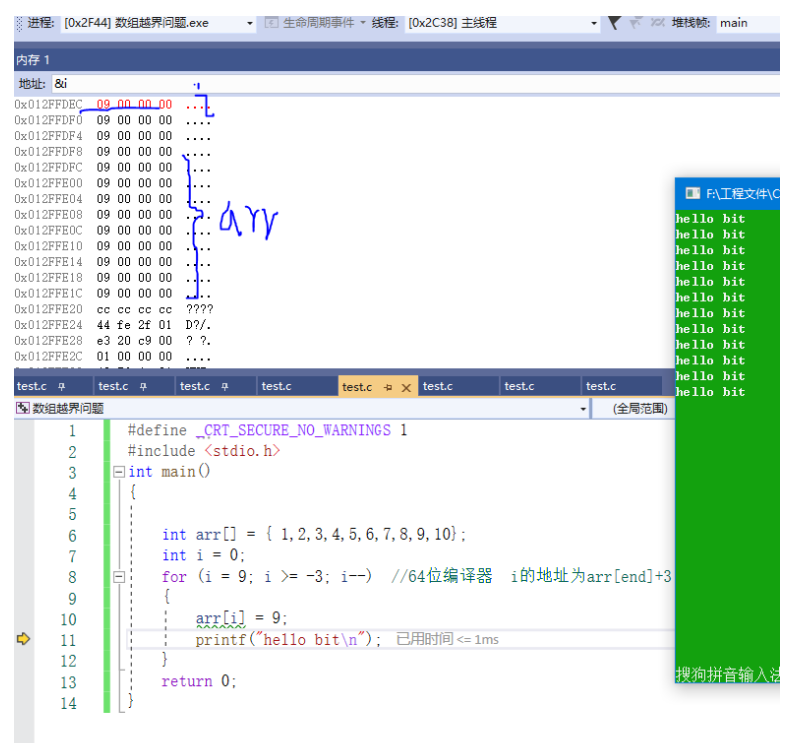 进程: [0x2F44] 数组越界问题.exe 生命周期事件 线程: [0x2C38] 主线程 堆栈帧: main
内存 1
地址: &i
i
0x012FFDEC 09 00 00 00 ....
0x012FFDF0 09 00 00 00 ....
0x012FFDF4 09 00 00 00 ....
0x012FFDF8 09 00 00 00 ....
0x012FFDFC 09 00 00 00 ....
0x012FFE00 09 00 00 00 ....
0x012FFE04 09 00 00 00 ....
0x012FFE08 09 00 00 00 ....
0x012FFE0C 09 00 00 00 ....
0x012FFE10 09 00 00 00 ....
0x012FFE14 09 00 00 00 ....
0x012FFE18 09 00 00 00 ....
0x012FFE1C 09 00 00 00 ....
0x012FFE20 cc cc cc cc ????
0x012FFE24 44 fe 2f 01 D?/.
0x012FFE28 e3 20 c9 00 ? ?.
0x012FFE2C 01 00 00 00 ....
arr
F:\工程文件\C
hello bit
hello bit
hello bit
hello bit
hello bit
hello bit
hello bit
hello bit
hello bit
hello bit
hello bit
hello bit
搜狗拼音输入法
test.c test.c test.c test.c test.c test.c test.c test.c
数组越界问题 (全局范围)
1 #define _CRT_SECURE_NO_WARNINGS 1
2 #include <stdio.h>
3 int main()
4 {
5
6 int arr[] = { 1,2,3,4,5,6,7,8,9,10};
7 int i = 0;
8 for (i = 9; i >= -3; i--) //64位编译器 i的地址为arr[end]+3
9 {
10 arr[i] = 9;
11 printf("hello bit\n"); 已用时间 <= 1ms
12 }
13 return 0;
14 }